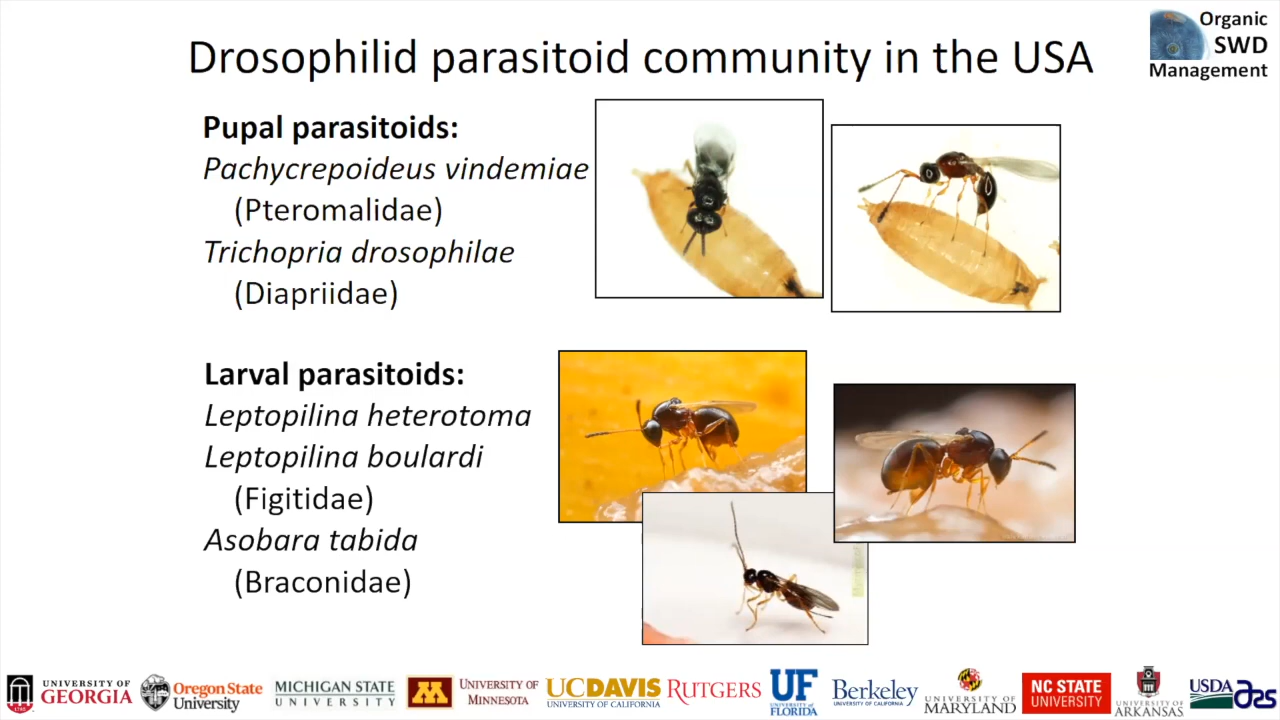 Drosophilid parasitoid community in the USA
Organic
SWD
Management
Pupal parasitoids:
Pachycrepoideus vindemiae
(Pteromalidae)
Trichopria drosophilae
(Diapriidae)
Larval parasitoids:
Leptopilina heterotoma
Leptopilina boulardi
(Figitidae)
Asobara tabida
(Braconidae)
UNIVERSITY OF
GEORGIA
Oregon State
University
MICHIGAN STATE
UNIVERSITY
M
UNIVERSITY OF
MINNESOTA
UCDAVIS
UNIVERSITY OF CALIFORNIA
RUTGERS
UF
UNIVERSITY of
FLORIDA
Berkeley
UNIVERSITY OF CALIFORNIA
UNIVERSITY OF
MARYLAND
NC STATE
UNIVERSITY
UNIVERSITY OF
ARKANSAS
USDA